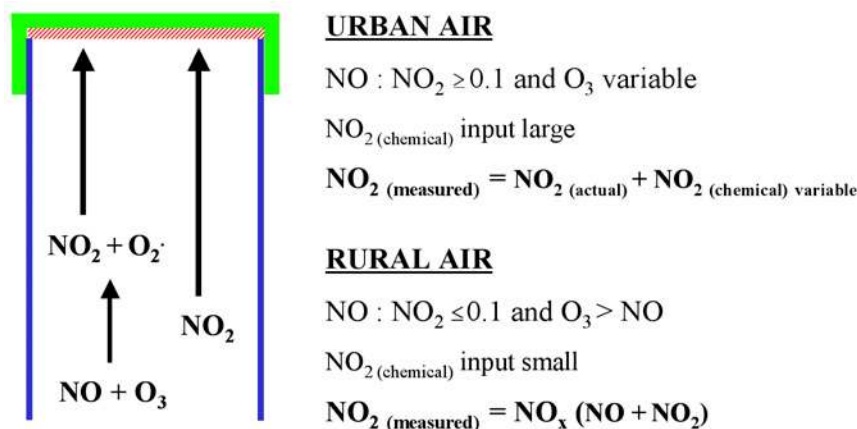 NO₂ + O₂·
NO₂
NO + O₃
URBAN AIR
NO : NO₂ ≥ 0.1 and O₃ variable
NO₂ (chemical) input large
NO₂ (measured) = NO₂ (actual) + NO₂ (chemical) variable
RURAL AIR
NO : NO₂ ≤ 0.1 and O₃ > NO
NO₂ (chemical) input small
NO₂ (measured) = NOₓ (NO + NO₂)